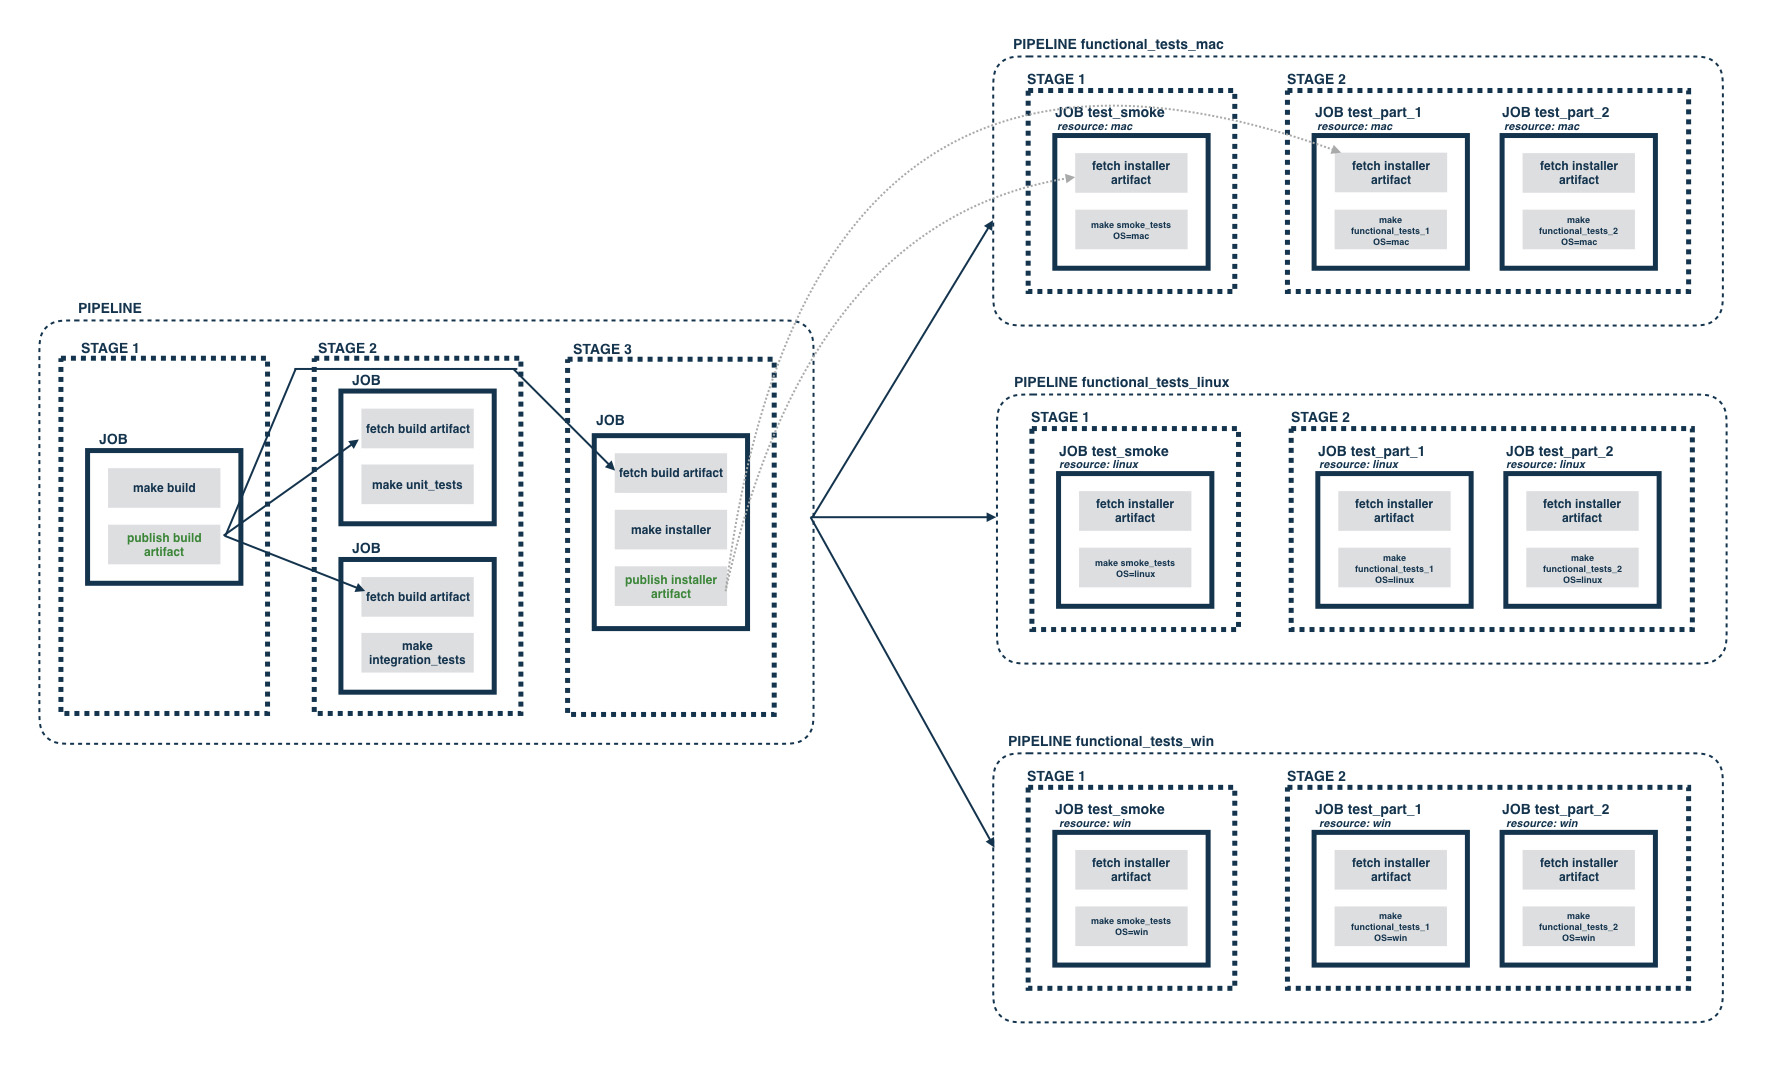 PIPELINE
STAGE 1
JOB
make build
publish build
artifact
STAGE 2
JOB
fetch build artifact
make unit_tests
JOB
fetch build artifact
make
integration_tests
STAGE 3
JOB
fetch build artifact
make installer
publish installer
artifact
PIPELINE functional_tests_mac
STAGE 1
JOB test_smoke
resource: mac
fetch installer
artifact
make smoke_tests
OS=mac
STAGE 2
JOB test_part_1
resource: mac
fetch installer
artifact
make
functional_tests_1
OS=mac
JOB test_part_2
resource: mac
fetch installer
artifact
make
functional_tests_2
OS=mac
PIPELINE functional_tests_linux
STAGE 1
JOB test_smoke
resource: linux
fetch installer
artifact
make smoke_tests
OS=linux
STAGE 2
JOB test_part_1
resource: linux
fetch installer
artifact
make
functional_tests_1
OS=linux
JOB test_part_2
resource: linux
fetch installer
artifact
make
functional_tests_2
OS=linux
PIPELINE functional_tests_win
STAGE 1
JOB test_smoke
resource: win
fetch installer
artifact
make smoke_tests
OS=win
STAGE 2
JOB test_part_1
resource: win
fetch installer
artifact
make
functional_tests_1
OS=win
JOB test_part_2
resource: win
fetch installer
artifact
make
functional_tests_2
OS=win